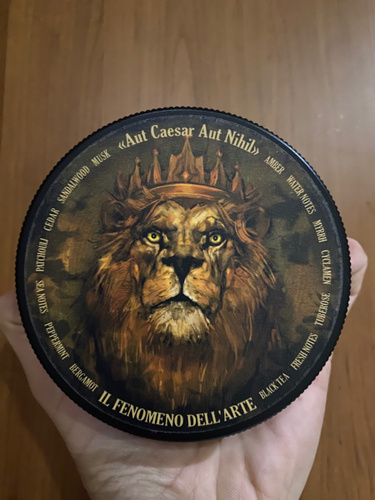 «Aut Caesar Aut Nihil»
AMBER
WATER NOTES
MYRRH
CYCLAMEN
TUBEROSE
FRESH NOTES
BLACK TEA
IL FENOMENO DELL'ARTE
BERGAMOT
PEPPERMINT
SEA NOTES
PATCHOULI
CEDAR
SANDALWOOD
MUSK